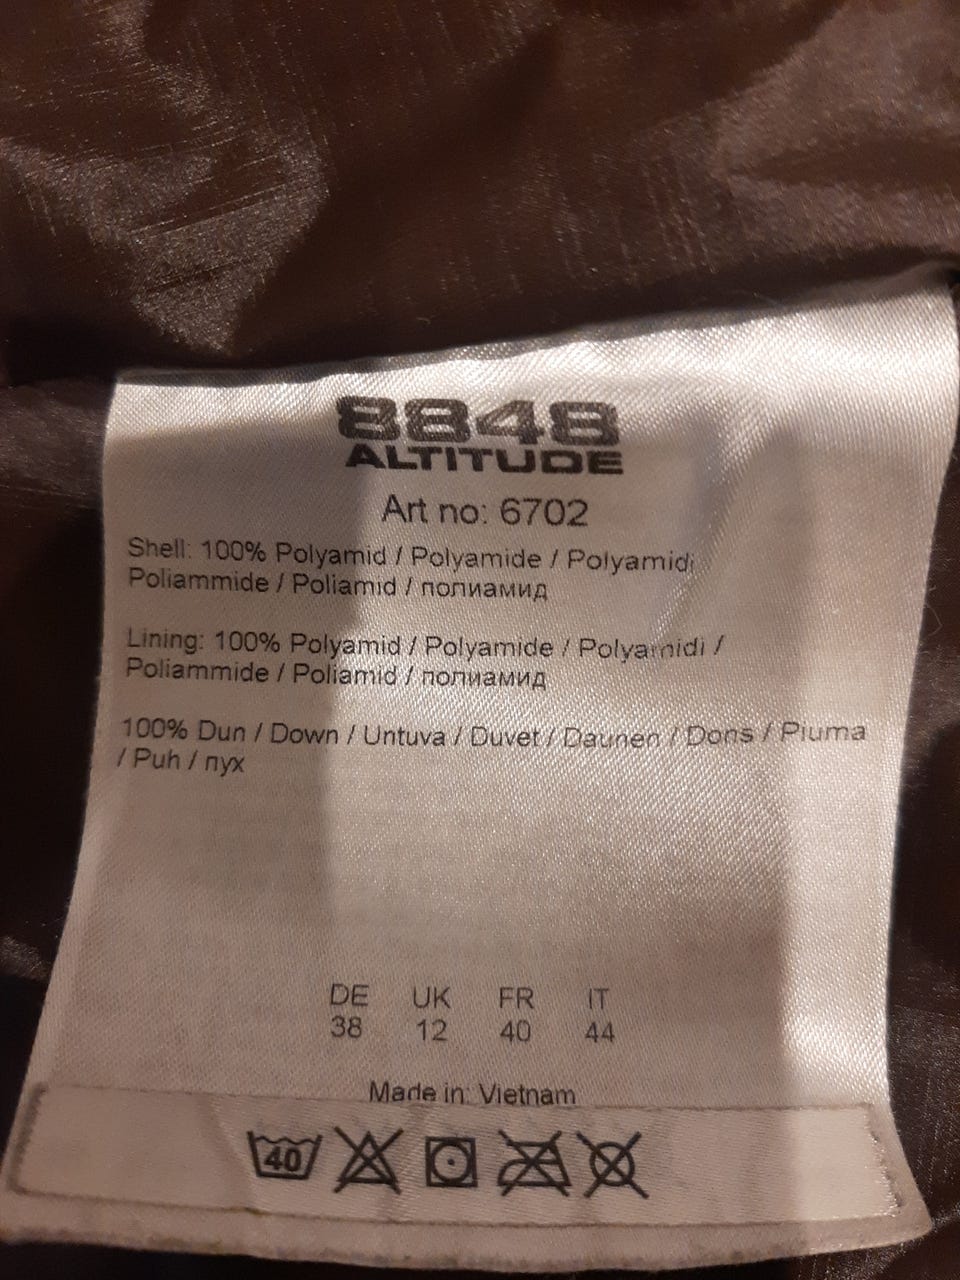 8848
ALTITUDE
Art no: 6702
Shell: 100% Polyamid / Polyamide / Polyamidi
Poliammide / Poliamid / полиамид
Lining: 100% Polyamid / Polyamide / Polyamidi /
Poliammide / Poliamid / полиамид
100% Dun / Down / Untuva / Duvet / Daunen / Dons / Piuma
/ Puh / пух
DE UK FR IT
38 12 40 44
Made in: Vietnam
40